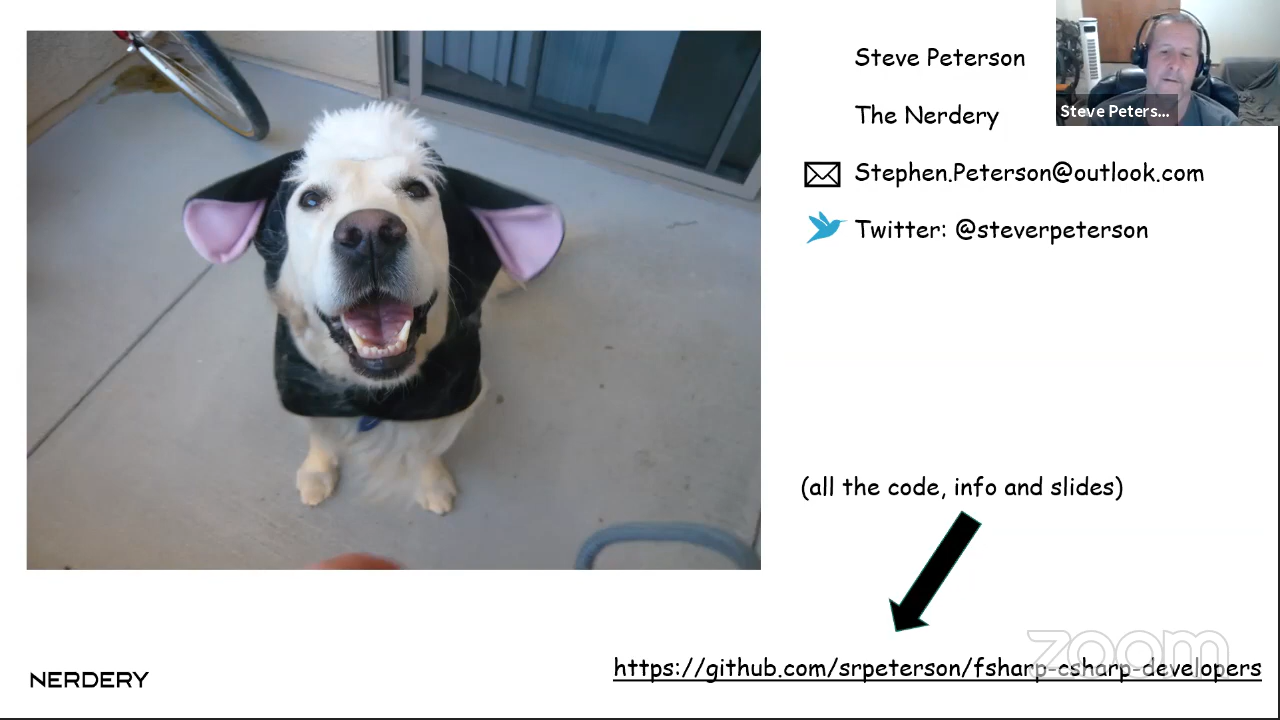 Steve Peterson
Steve Peters...
The Nerdery
Stephen.Peterson@outlook.com
Twitter: @steverpeterson
(all the code, info and slides)
zoom
https://github.com/srpeterson/fsharp-csharp-developers
NERDERY